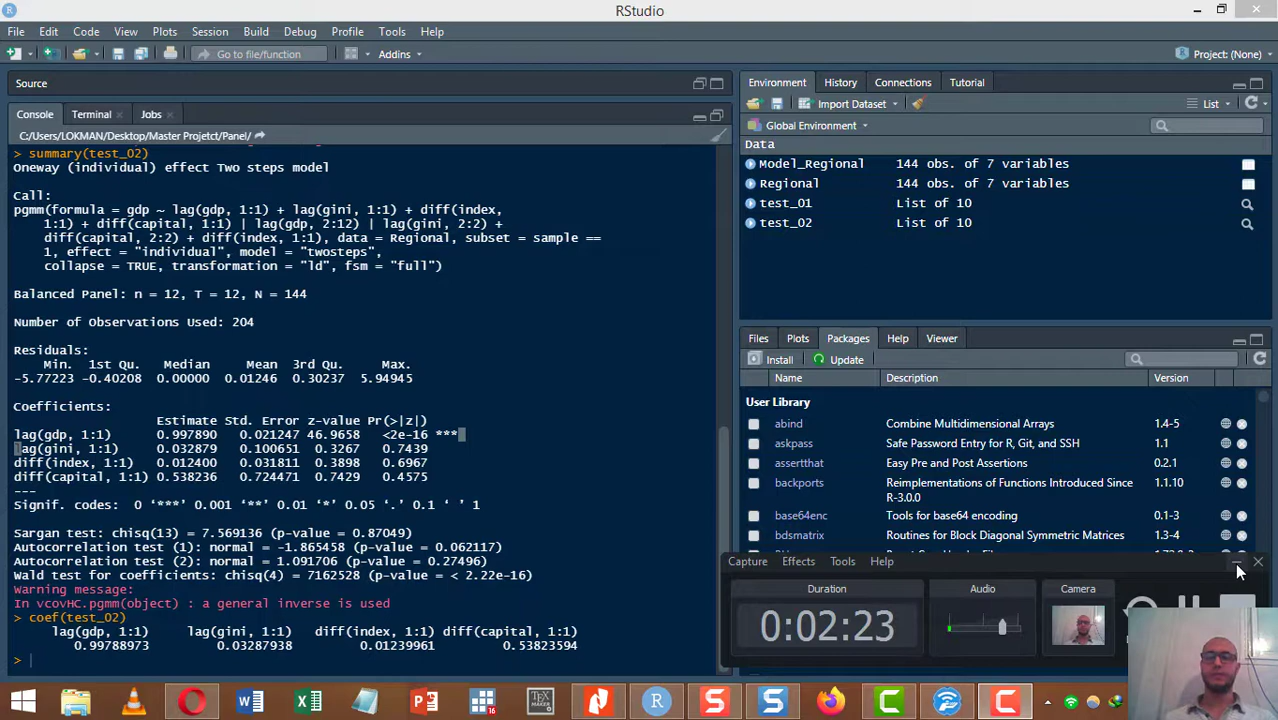 RStudio
File Edit Code View Plots Session Build Debug Profile Tools Help
Go to file/function
Addins
Project: (None)
Source
Console Terminal Jobs
C:/Users/LOKMAN/Desktop/Master Projetct/Panel/
> summary(test_02)
Oneway (individual) effect Two steps model
Call:
pgmm(formula = gdp ~ lag(gdp, 1:1) + lag(gini, 1:1) + diff(index,
1:1) + diff(capital, 1:1) | lag(gdp, 2:12) | lag(gini, 2:2) +
diff(capital, 2:2) + diff(index, 1:1), data = Regional, subset = sample ==
1, effect = "individual", model = "twosteps",
collapse = TRUE, transformation = "ld", fsm = "full")
Balanced Panel: n = 12, T = 12, N = 144
Number of Observations Used: 204
Residuals:
Min. 1st Qu. Median Mean 3rd Qu. Max.
-5.77223 -0.40208 0.00000 0.01246 0.30237 5.94945
Coefficients:
Estimate Std. Error z-value Pr(>|z|)
lag(gdp, 1:1) 0.997890 0.021247 46.9658 <2e-16 ***
lag(gini, 1:1) 0.032879 0.100651 0.3267 0.7439
diff(index, 1:1) 0.012400 0.031811 0.3898 0.6967
diff(capital, 1:1) 0.538236 0.724471 0.7429 0.4575
---
Signif. codes: 0 ‘***’ 0.001 ‘**’ 0.01 ‘*’ 0.05 ‘.’ 0.1 ‘ ’ 1
Sargan test: chisq(13) = 7.569136 (p-value = 0.87049)
Autocorrelation test (1): normal = -1.865458 (p-value = 0.062117)
Autocorrelation test (2): normal = 1.091706 (p-value = 0.27496)
Wald test for coefficients: chisq(4) = 7162528 (p-value = < 2.22e-16)
Warning message:
In vcovHC.pgmm(object) : a general inverse is used
> coef(test_02)
lag(gdp, 1:1) lag(gini, 1:1) diff(index, 1:1) diff(capital, 1:1)
0.99788973 0.03287938 0.01239961 0.53823594
>
Environment History Connections Tutorial
Import Dataset List
Global Environment
Data
Model_Regional 144 obs. of 7 variables
Regional 144 obs. of 7 variables
test_01 List of 10
test_02 List of 10
Files Plots Packages Help Viewer
Install Update
Name Description Version
User Library
abind Combine Multidimensional Arrays 1.4-5
askpass Safe Password Entry for R, Git, and SSH 1.1
assertthat Easy Pre and Post Assertions 0.2.1
backports Reimplementations of Functions Introduced Since R-3.0.0 1.1.10
base64enc Tools for base64 encoding 0.1-3
bdsmatrix Routines for Block Diagonal Symmetric Matrices 1.3-4
Capture Effects Tools Help
Duration Audio Camera
0:02:23